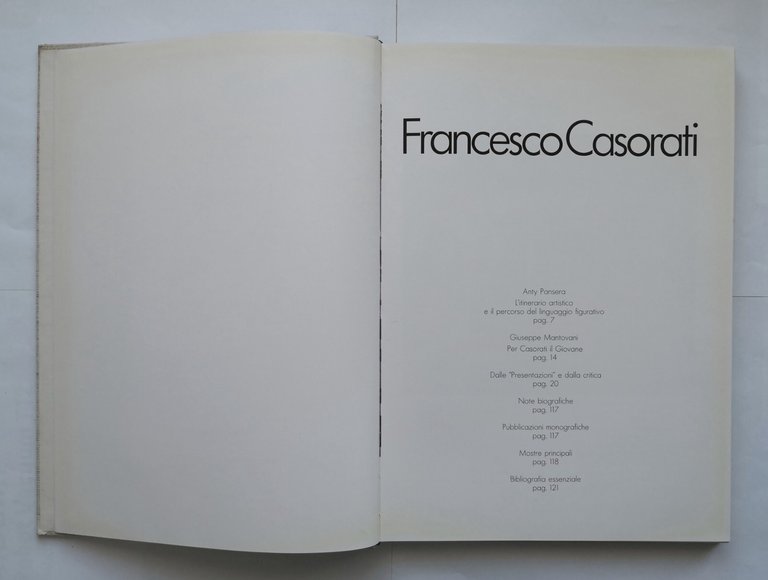 Francesco Casorati
Anty Pansera
L'itinerario artistico
e il percorso del linguaggio figurativo
pag. 7
Giuseppe Mantovani
Per Casorati il Giovane
pag. 14
Dalle "Presentazioni" e dalla critica
pag. 20
Note biografiche
pag. 117
Pubblicazioni monografiche
pag. 117
Mostre principali
pag. 118
Bibliografia essenziale
pag. 121